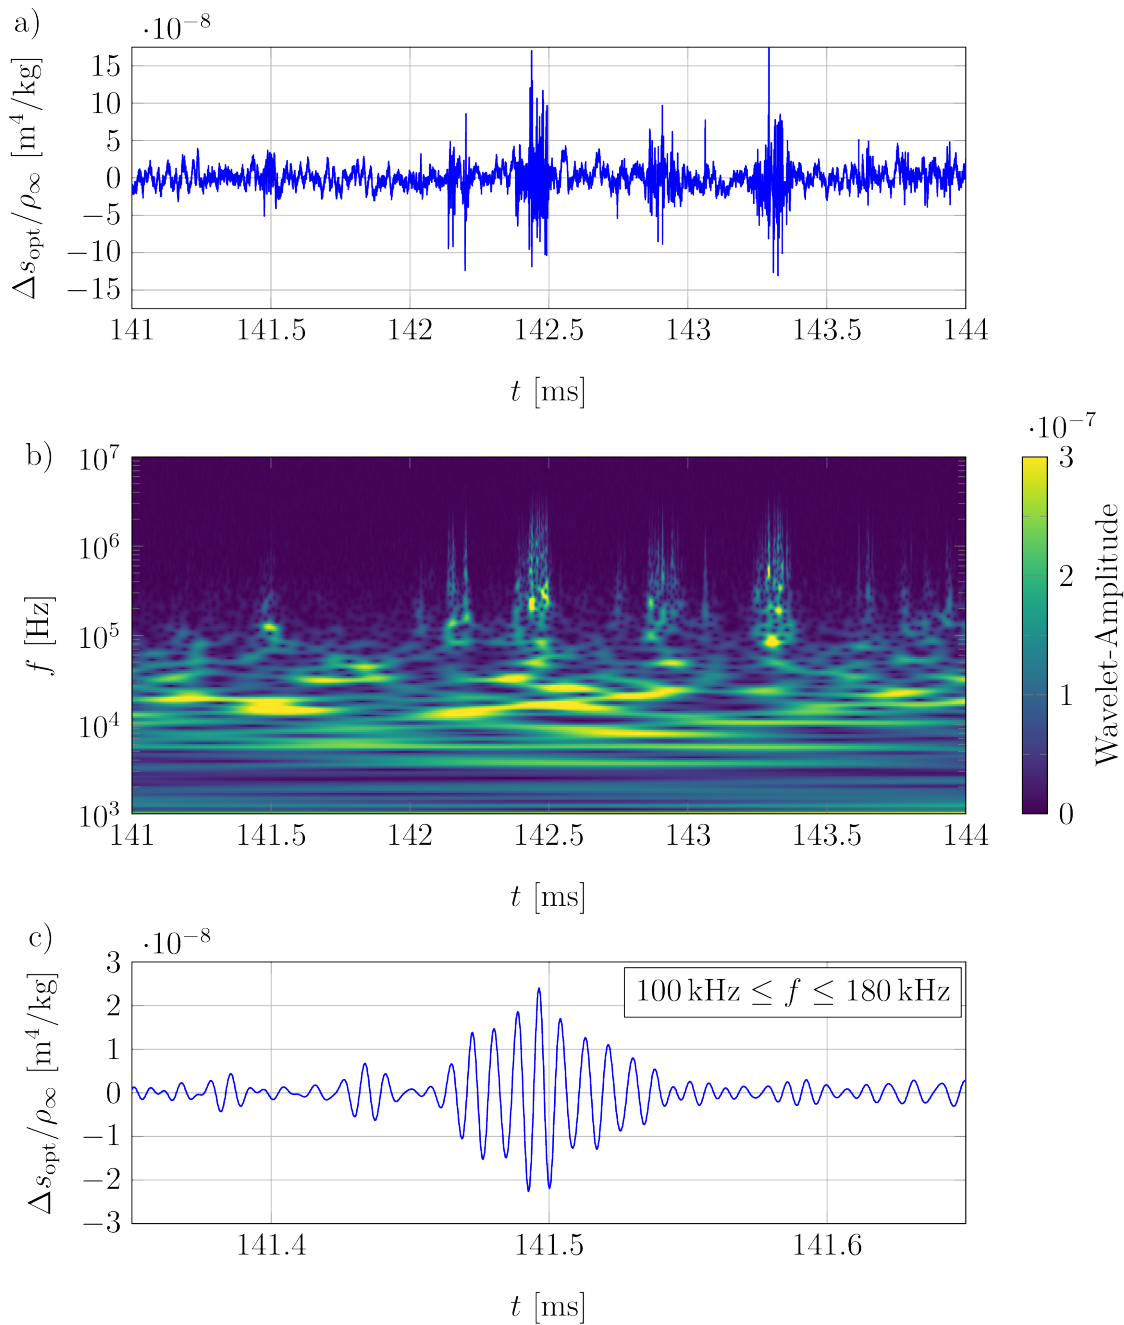 a)
·10⁻⁸
Δs_opt/ρ_∞ [m⁴/kg]
15
10
5
0
−5
−10
−15
141 141.5 142 142.5 143 143.5 144
t [ms]
b)
f [Hz]
10⁷
10⁶
10⁵
10⁴
10³
141 141.5 142 142.5 143 143.5 144
t [ms]
·10⁻⁷
3
2
1
0
Wavelet-Amplitude
c)
·10⁻⁸
Δs_opt/ρ_∞ [m⁴/kg]
3
2
1
0
−1
−2
−3
100 kHz ≤ f ≤ 180 kHz
141.4 141.5 141.6
t [ms]